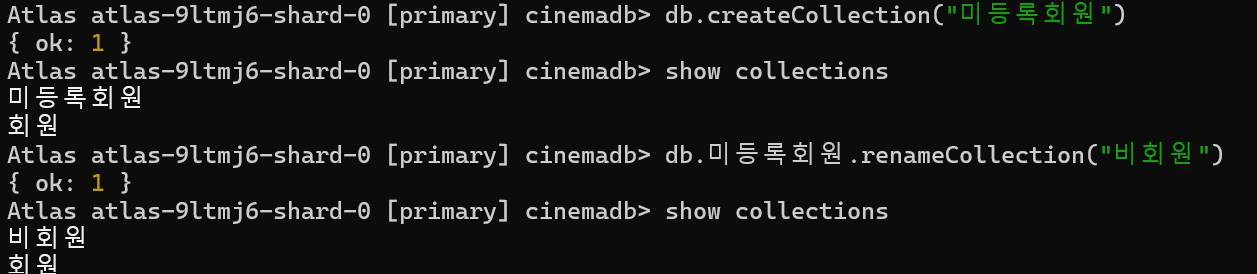 Atlas atlas-9ltmj6-shard-0 [primary] cinemadb> db.createCollection("미등록회원")
{ ok: 1 }
Atlas atlas-9ltmj6-shard-0 [primary] cinemadb> show collections
미등록회원
회원
Atlas atlas-9ltmj6-shard-0 [primary] cinemadb> db.미등록회원.renameCollection("비회원")
{ ok: 1 }
Atlas atlas-9ltmj6-shard-0 [primary] cinemadb> show collections
비회원
회원